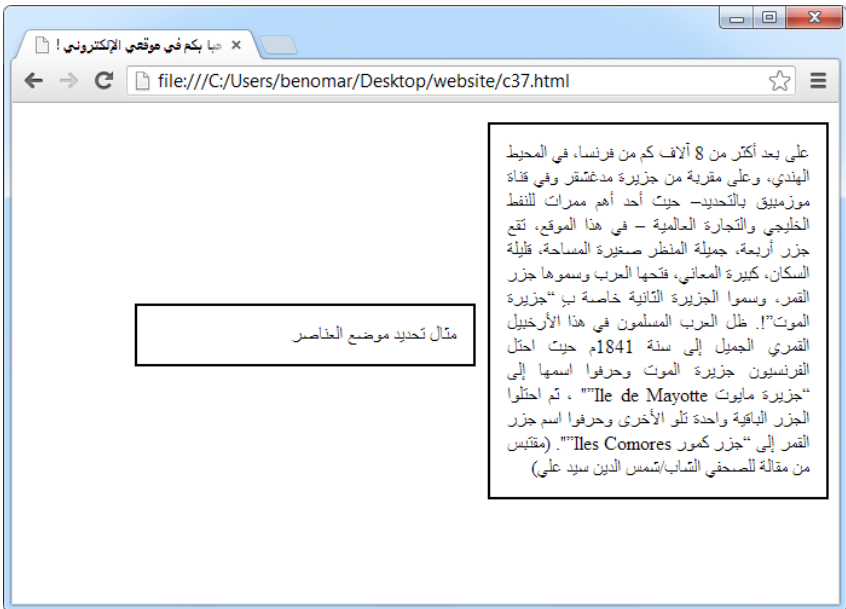 حبا بكم في موقعي الإلكتروني !
file:///C:/Users/benomar/Desktop/website/c37.html
على بعد أكثر من 8 آلاف كم من فرنسا، في المحيط
الهندي، وعلى مقربة من جزيرة مدغشقر وفي قناة
موزمبيق بالتحديد– حيث أحد أهم ممرات للنفط
الخليجي والتجارة العالمية – في هذا الموقع، تقع
جزر أربعة، جميلة المنظر صغيرة المساحة، قليلة
السكان، كبيرة المعاني، فتحها العرب وسموها جزر
القمر، وسموا الجزيرة الثانية خاصة بـ “جزيرة
الموت”!. ظل العرب المسلمون في هذا الأرخبيل
القمري الجميل إلى سنة 1841م حيث احتل
الفرنسيون جزيرة الموت وحرفوا اسمها إلى
“جزيرة مايوت Ile de Mayotte”" ، ثم احتلوا
الجزر الباقية واحدة تلو الأخرى وحرفوا اسم جزر
القمر إلى “جزر كمور Iles Comores”". (مقتبس
من مقالة للصحفي الشاب/شمس الدين سيد علي)
مثال تحديد موضع العناصر